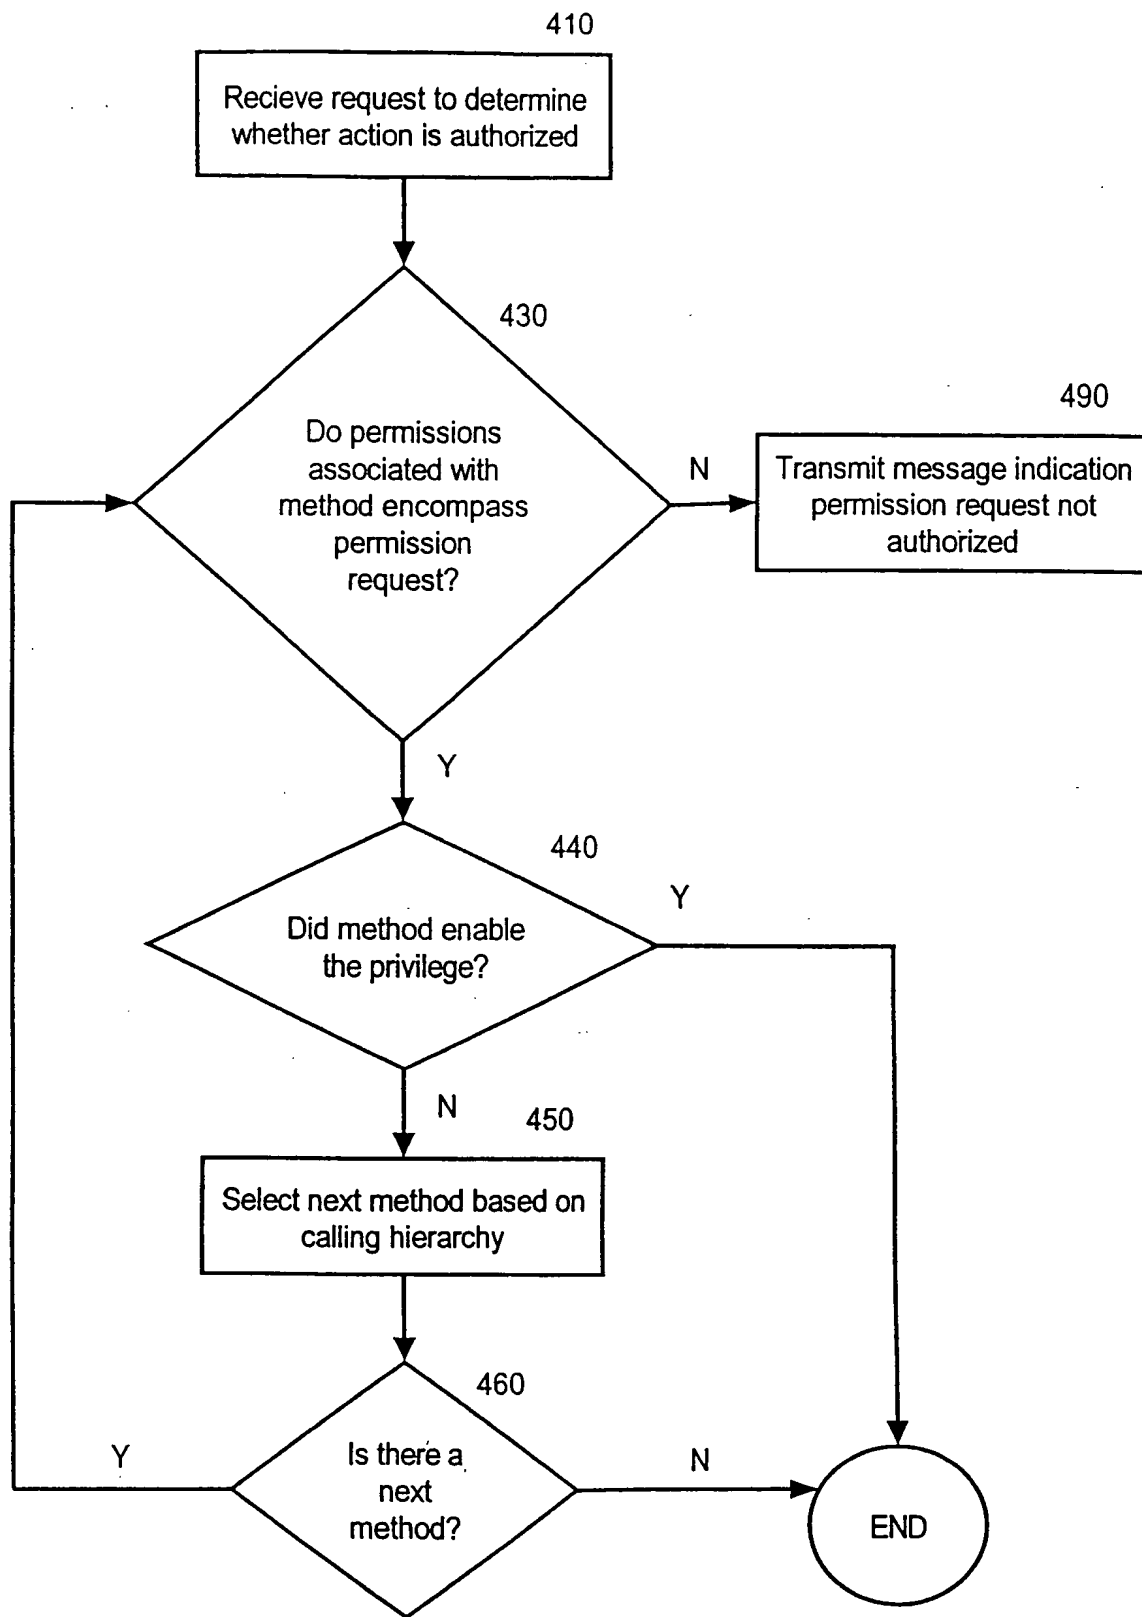 410
Recieve request to determine
whether action is authorized
430
Do permissions
associated with
method encompass
permission
request?
N
490
Transmit message indication
permission request not
authorized
Y
440
Did method enable
the privilege?
Y
N
450
Select next method based on
calling hierarchy
460
Is there a
next
method?
Y
N
END